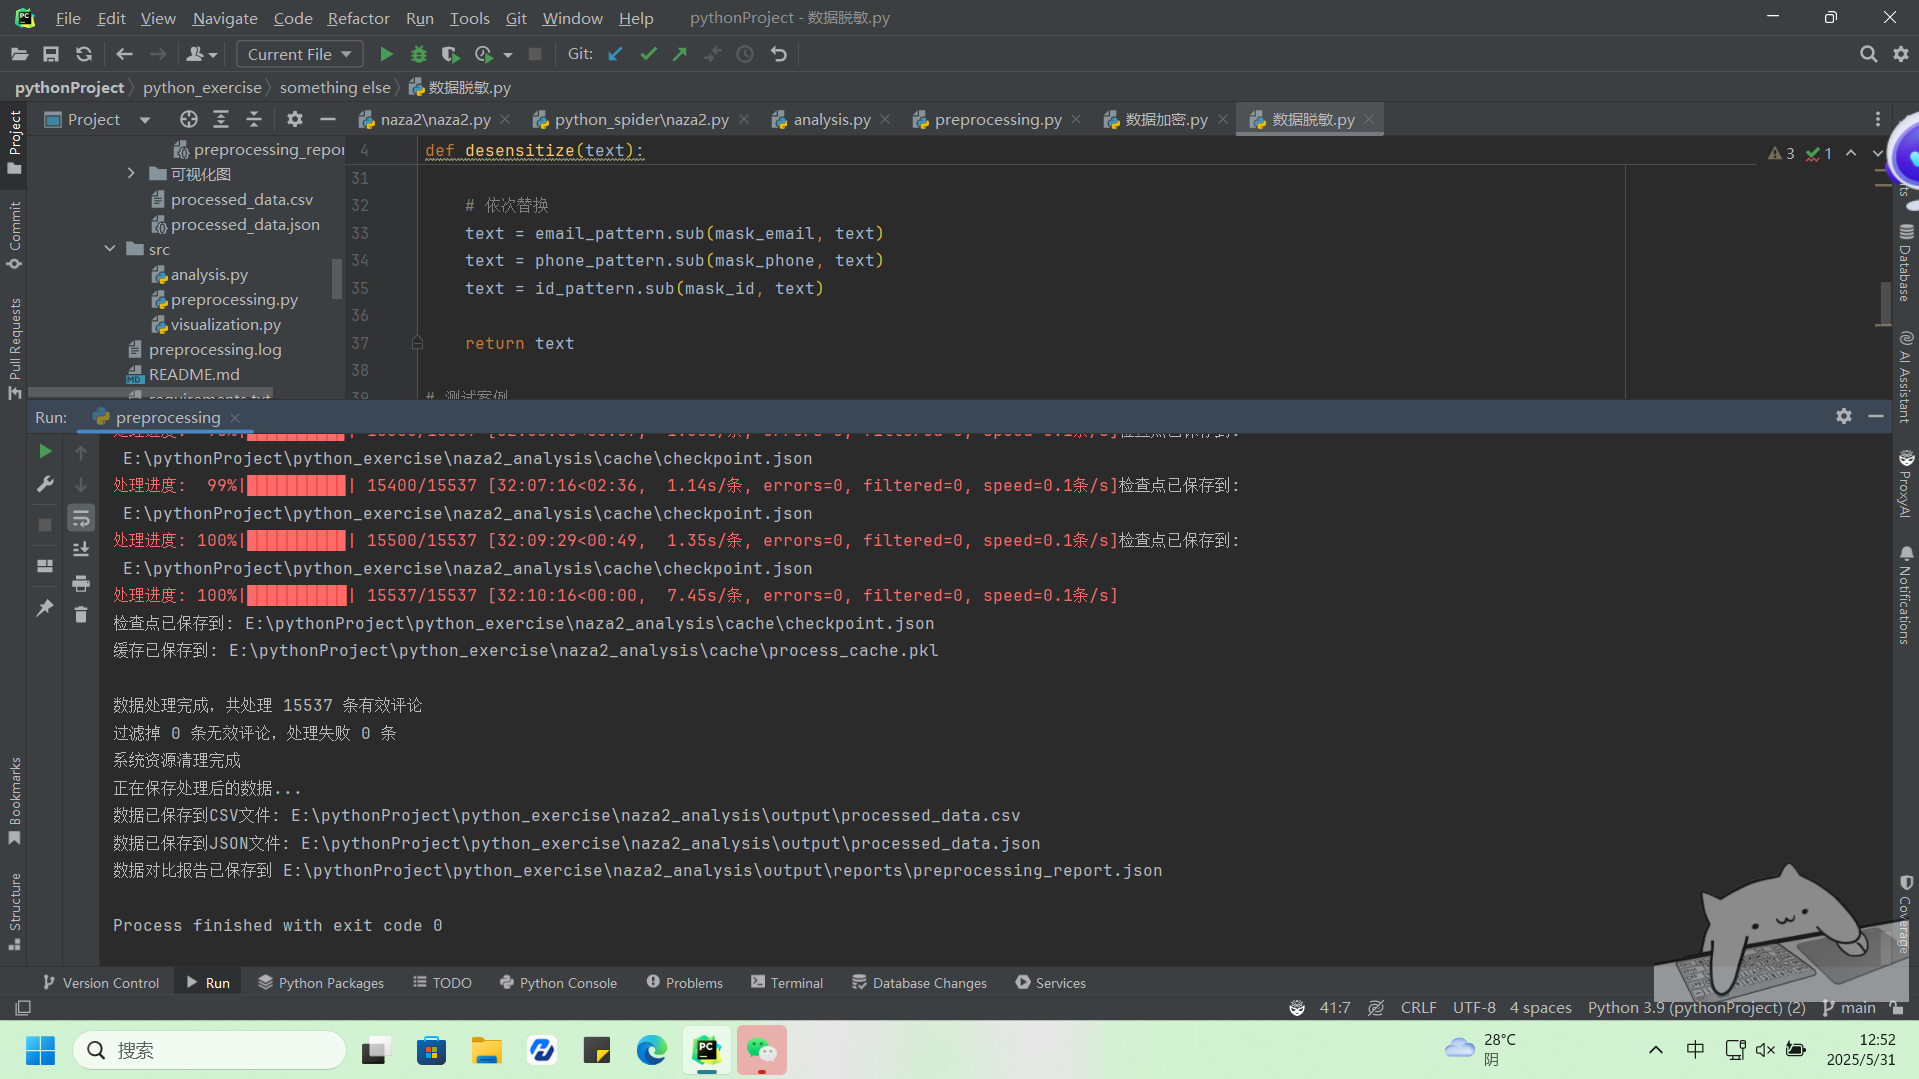 File Edit View Navigate Code Refactor Run Tools Git Window Help pythonProject - 数据脱敏.py
Current File Git:
pythonProject python_exercise something else 数据脱敏.py
Project naza2\naza2.py python_spider\naza2.py analysis.py preprocessing.py 数据加密.py 数据脱敏.py
preprocessing_repor
可视化图
processed_data.csv
processed_data.json
src
analysis.py
preprocessing.py
visualization.py
preprocessing.log
README.md
requirements.txt
4 def desensitize(text):
3 1
31
32 # 依次替换
33 text = email_pattern.sub(mask_email, text)
34 text = phone_pattern.sub(mask_phone, text)
35 text = id_pattern.sub(mask_id, text)
36
37 return text
38
39 # 测试案例
Run: preprocessing
E:\pythonProject\python_exercise\naza2_analysis\cache\checkpoint.json
处理进度: 99%| | 15400/15537 [32:07:16<02:36, 1.14s/条, errors=0, filtered=0, speed=0.1条/s]检查点已保存到:
E:\pythonProject\python_exercise\naza2_analysis\cache\checkpoint.json
处理进度: 100%| | 15500/15537 [32:09:29<00:49, 1.35s/条, errors=0, filtered=0, speed=0.1条/s]检查点已保存到:
E:\pythonProject\python_exercise\naza2_analysis\cache\checkpoint.json
处理进度: 100%| | 15537/15537 [32:10:16<00:00, 7.45s/条, errors=0, filtered=0, speed=0.1条/s]
检查点已保存到: E:\pythonProject\python_exercise\naza2_analysis\cache\checkpoint.json
缓存已保存到: E:\pythonProject\python_exercise\naza2_analysis\cache\process_cache.pkl
数据处理完成，共处理 15537 条有效评论
过滤掉 0 条无效评论，处理失败 0 条
系统资源清理完成
正在保存处理后的数据...
数据已保存到CSV文件: E:\pythonProject\python_exercise\naza2_analysis\output\processed_data.csv
数据已保存到JSON文件: E:\pythonProject\python_exercise\naza2_analysis\output\processed_data.json
数据对比报告已保存到 E:\pythonProject\python_exercise\naza2_analysis\output\reports\preprocessing_report.json
Process finished with exit code 0
Project
Commit
Pull Requests
Bookmarks
Structure
Database
AI Assistant
ProxyAI
Notifications
Coverage
Version Control Run Python Packages TODO Python Console Problems Terminal Database Changes Services
41:7 CRLF UTF-8 4 spaces Python 3.9 (pythonProject) (2) main
搜索
28°C
阴
中
12:52
2025/5/31